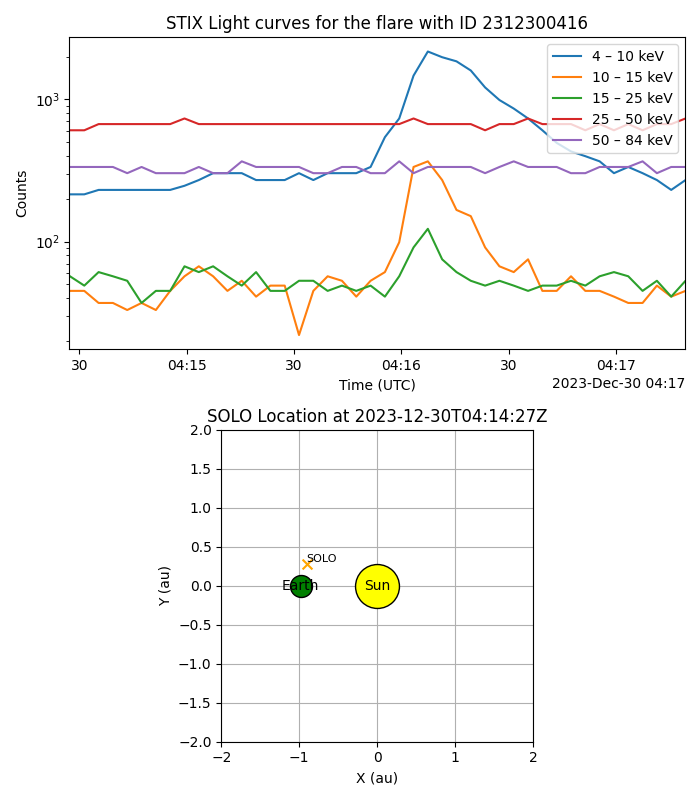 STIX Light curves for the flare with ID 2312300416
4 – 10 keV
10 – 15 keV
15 – 25 keV
25 – 50 keV
50 – 84 keV
10³
10²
Counts
30
04:15
30
04:16
30
04:17
Time (UTC)
2023-Dec-30 04:17
SOLO Location at 2023-12-30T04:14:27Z
2.0
1.5
1.0
0.5
0.0
−0.5
−1.0
−1.5
−2.0
Y (au)
SOLO
Earth
Sun
−2
−1
0
1
2
X (au)